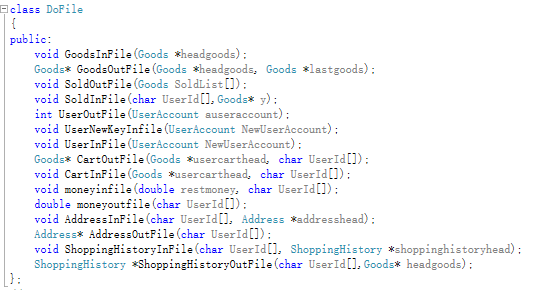 class DoFile
{
public:
void GoodsInFile(Goods *headgoods);
Goods* GoodsOutFile(Goods *headgoods, Goods *lastgoods);
void SoldOutFile(Goods SoldList[]);
void SoldInFile(char UserId[],Goods* y);
int UserOutFile(UserAccount auseraccount);
void UserNewKeyInfile(UserAccount NewUserAccount);
void UserInFile(UserAccount NewUserAccount);
Goods* CartOutFile(Goods *usercarthead, char UserId[]);
void CartInFile(Goods *usercarthead, char UserId[]);
void moneyinfile(double restmoney, char UserId[]);
double moneyoutfile(char UserId[]);
void AddressInFile(char UserId[], Address *addresshead);
Address* AddressOutFile(char UserId[]);
void ShoppingHistoryInFile(char UserId[], ShoppingHistory *shoppinghistoryhead);
ShoppingHistory *ShoppingHistoryOutFile(char UserId[],Goods* headgoods);
};